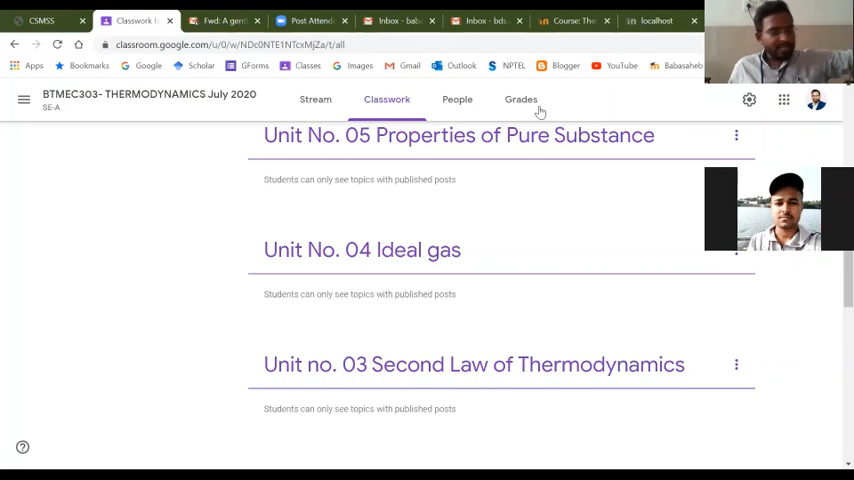 CSMSS
Classwork f
Fwd: A gent
Post Attend
Inbox - baba
Inbox - bds
Course: The
localhost
classroom.google.com/u/0/w/NDc0NTE1NTcxMjZa/t/all
Apps Bookmarks Google Scholar GForms Classes Images Gmail Outlook NPTEL Blogger YouTube Babasaheb
BTMEC303- THERMODYNAMICS July 2020
SE-A
Stream Classwork People Grades
Unit No. 05 Properties of Pure Substance
Students can only see topics with published posts
Unit No. 04 Ideal gas
Students can only see topics with published posts
Unit no. 03 Second Law of Thermodynamics
Students can only see topics with published posts